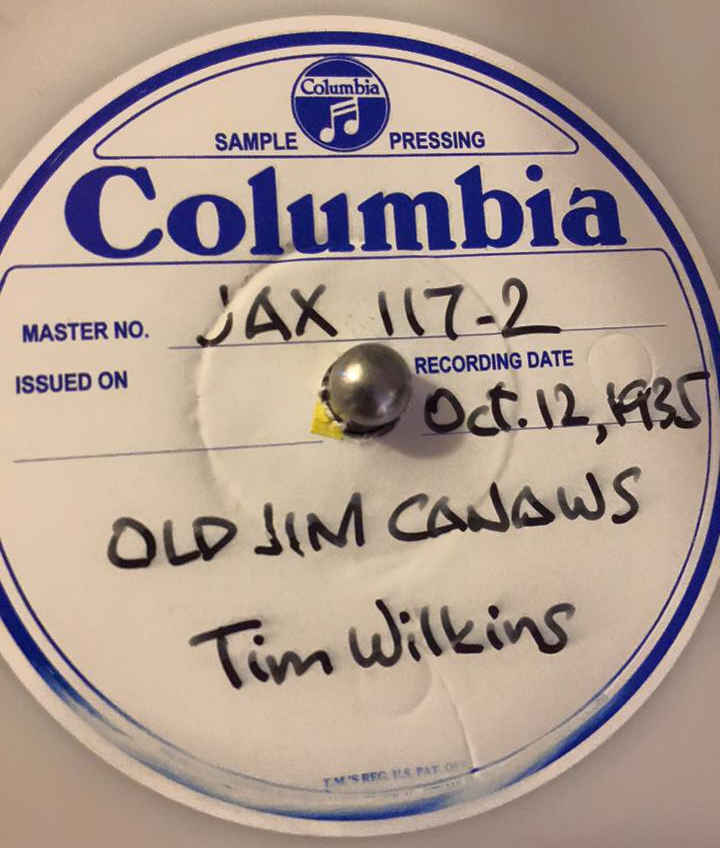 Columbia
SAMPLE PRESSING
Columbia
MASTER NO. JAX 117-2
ISSUED ON
RECORDING DATE
Oct. 12, 1935
OLD JIM CANAWS
Tim Wilkins
T.M.'S REG. U.S. PAT.